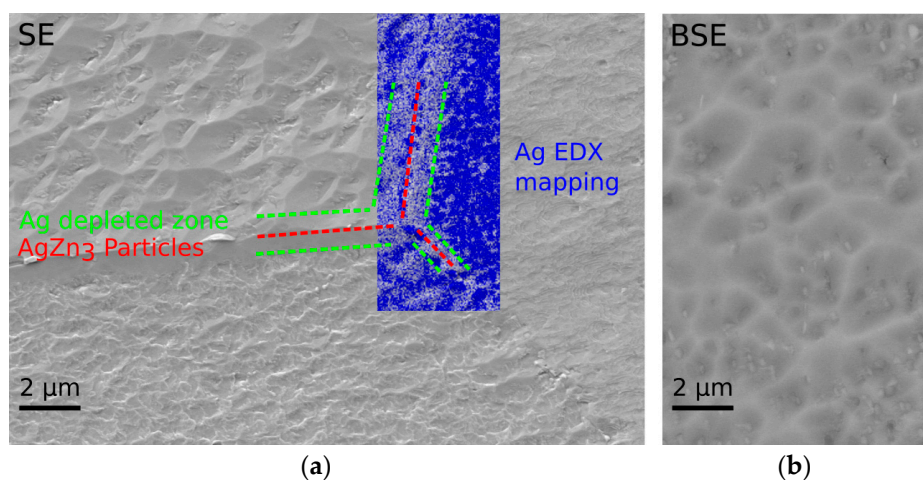 SE
Ag EDX
mapping
Ag depleted zone
AgZn3 Particles
2 μm
(a)
BSE
2 μm
(b)